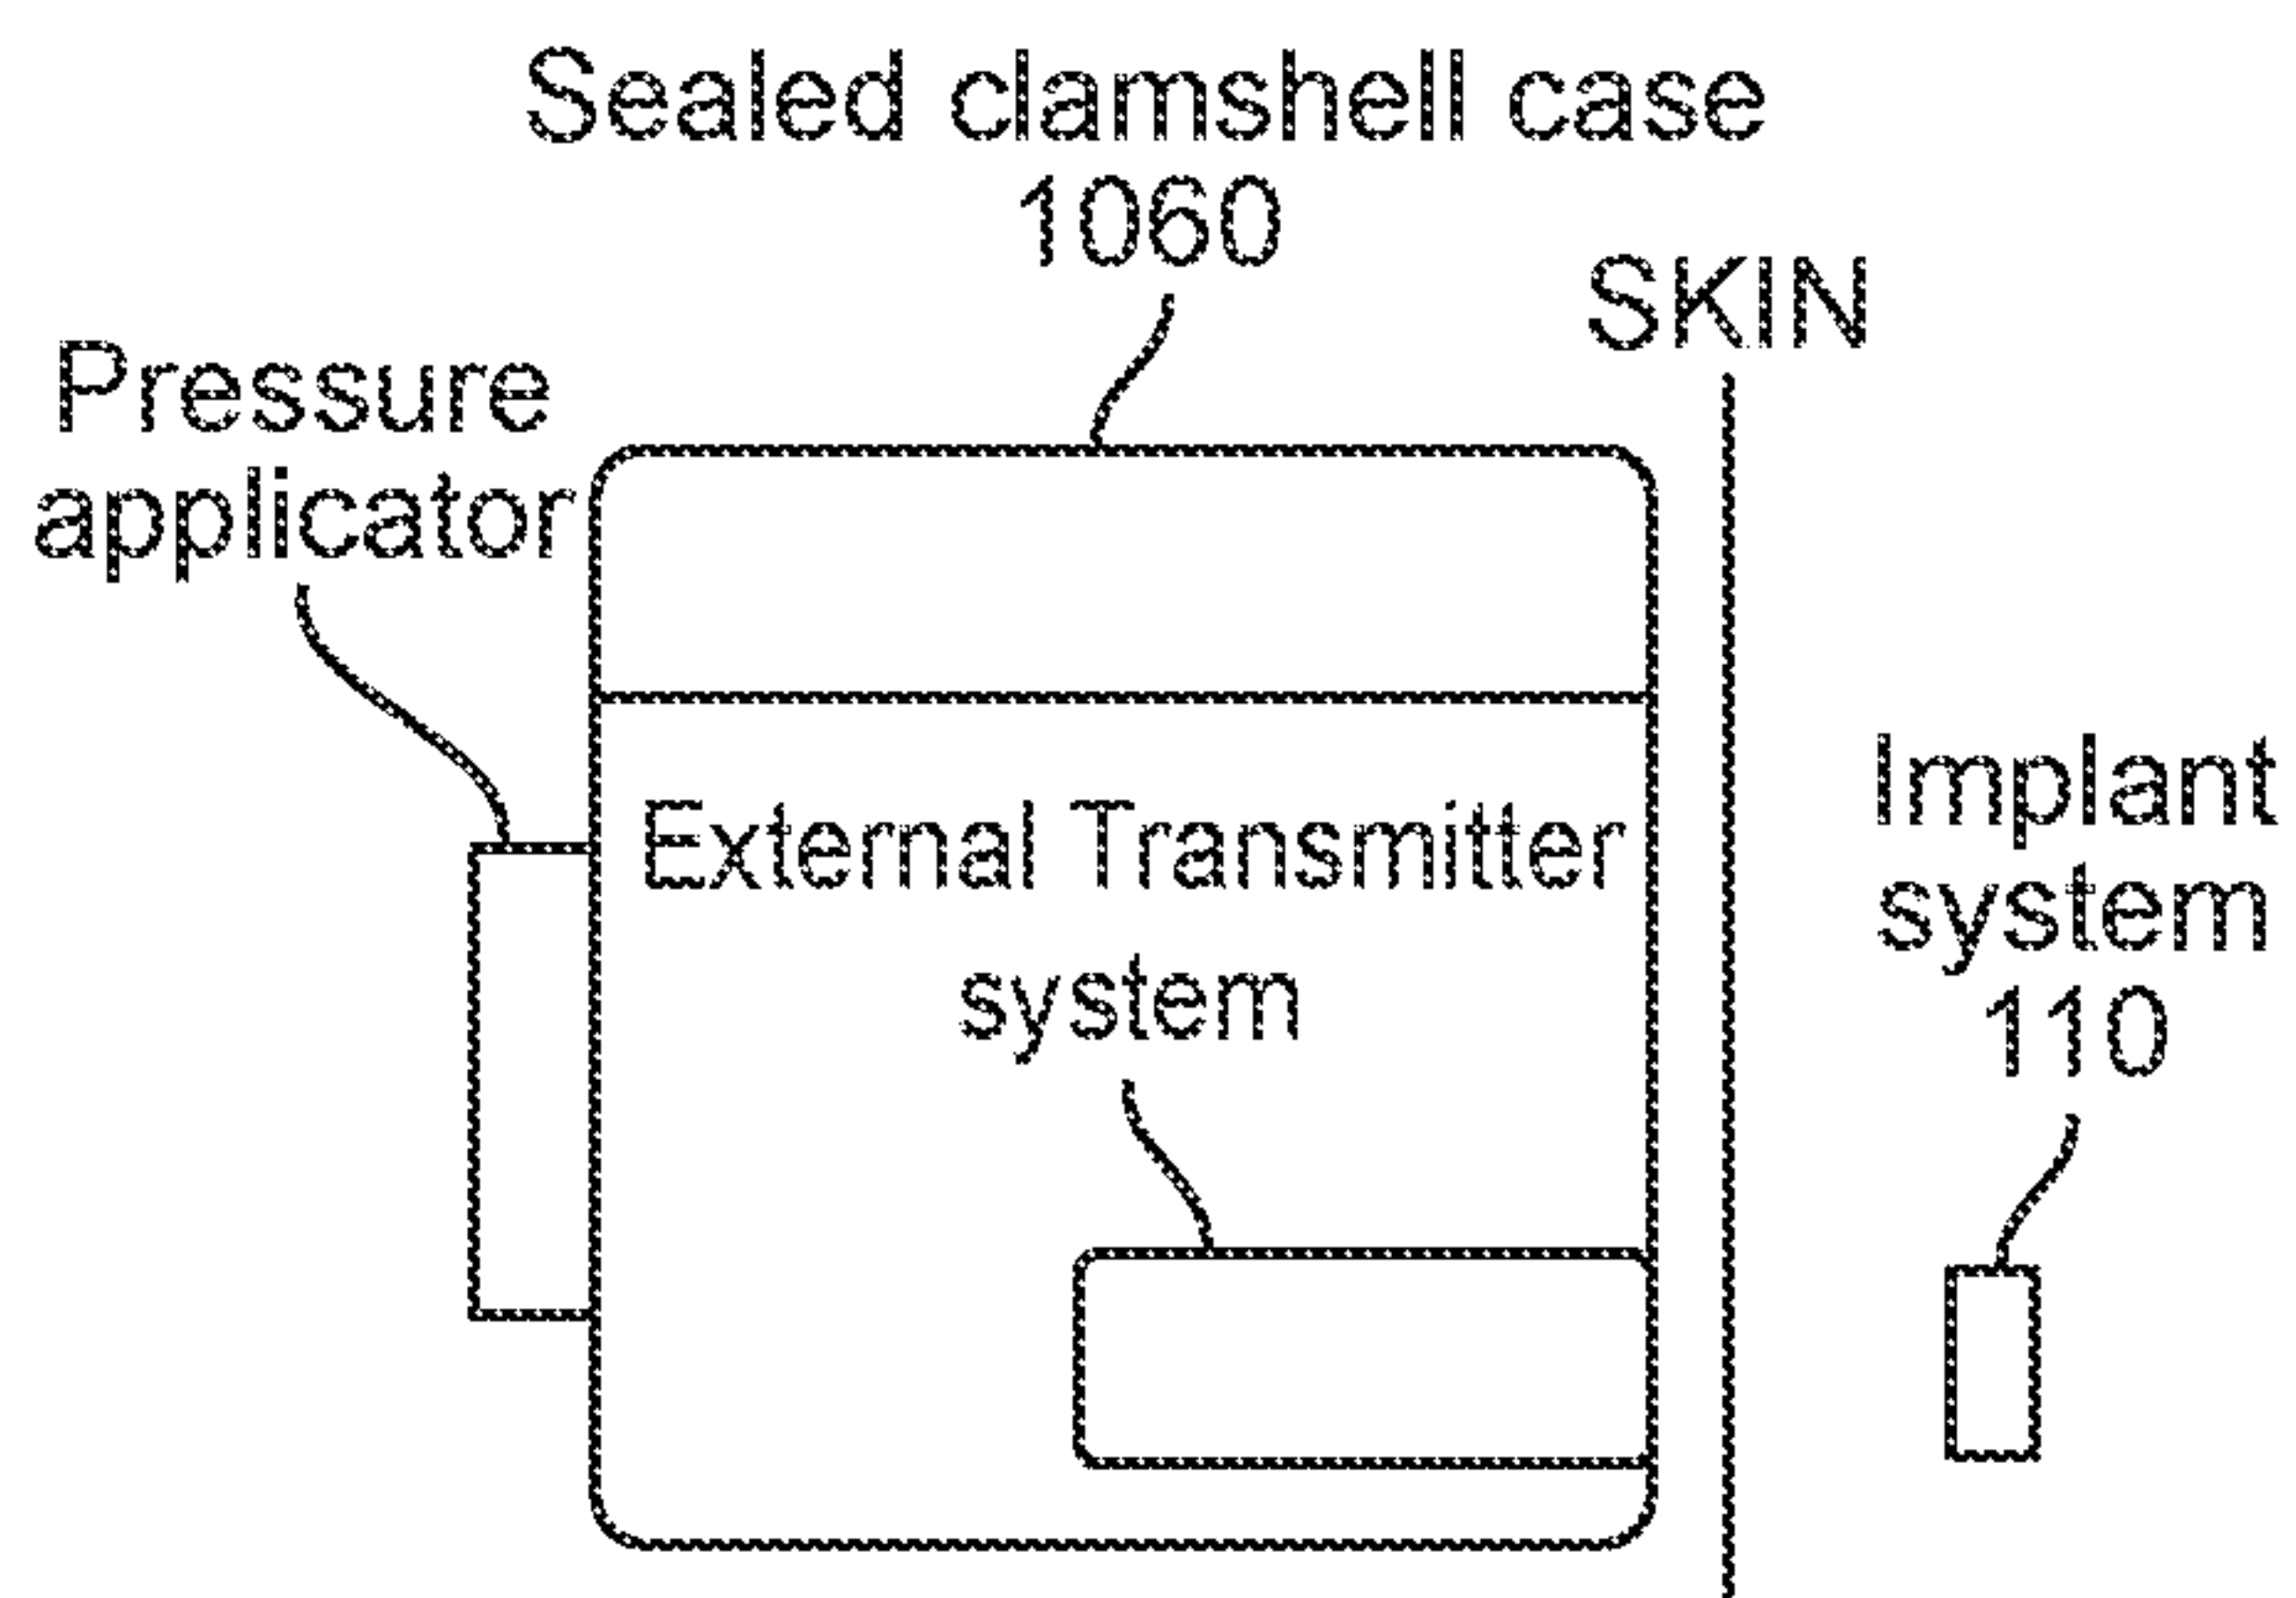 Sealed clamshell case
1060
SKIN
Pressure
applicator
External Transmitter
system
Implant
system
110